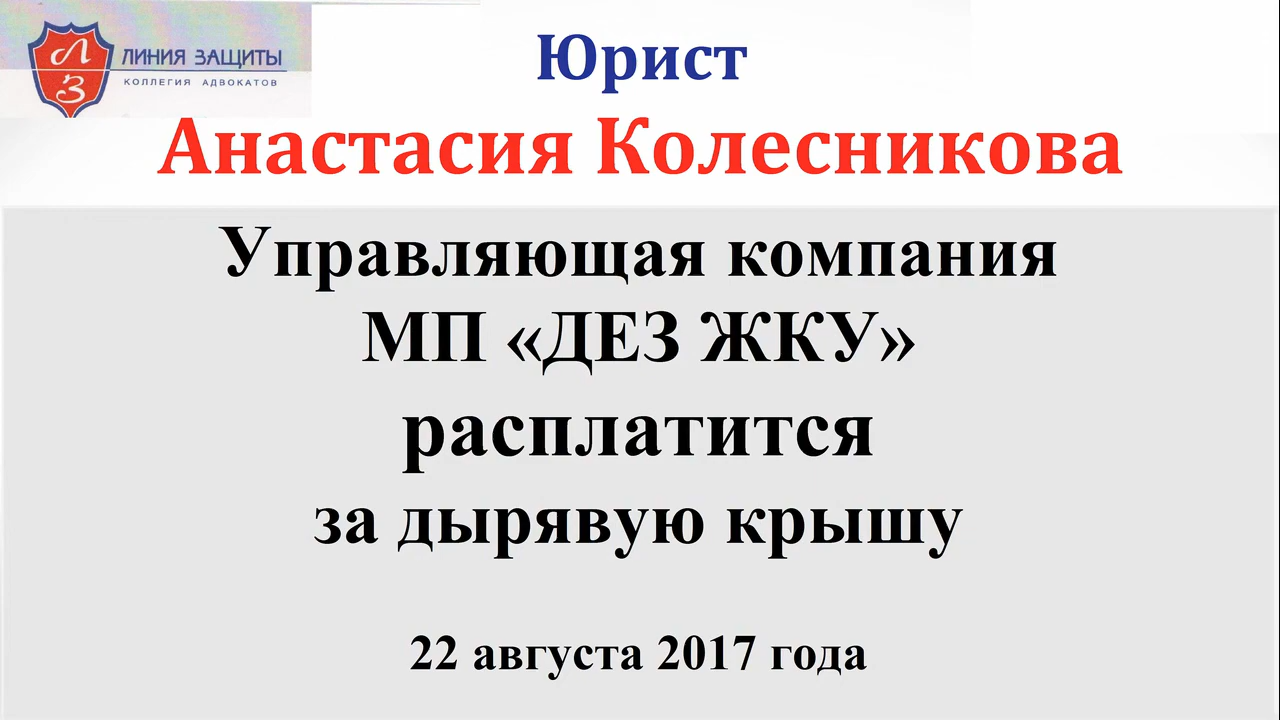 Л
З
ЛИНИЯ ЗАЩИТЫ
КОЛЛЕГИЯ АДВОКАТОВ
Юрист
Анастасия Колесникова
Управляющая компания
МП «ДЕЗ ЖКУ»
расплатится
за дырявую крышу
22 августа 2017 года